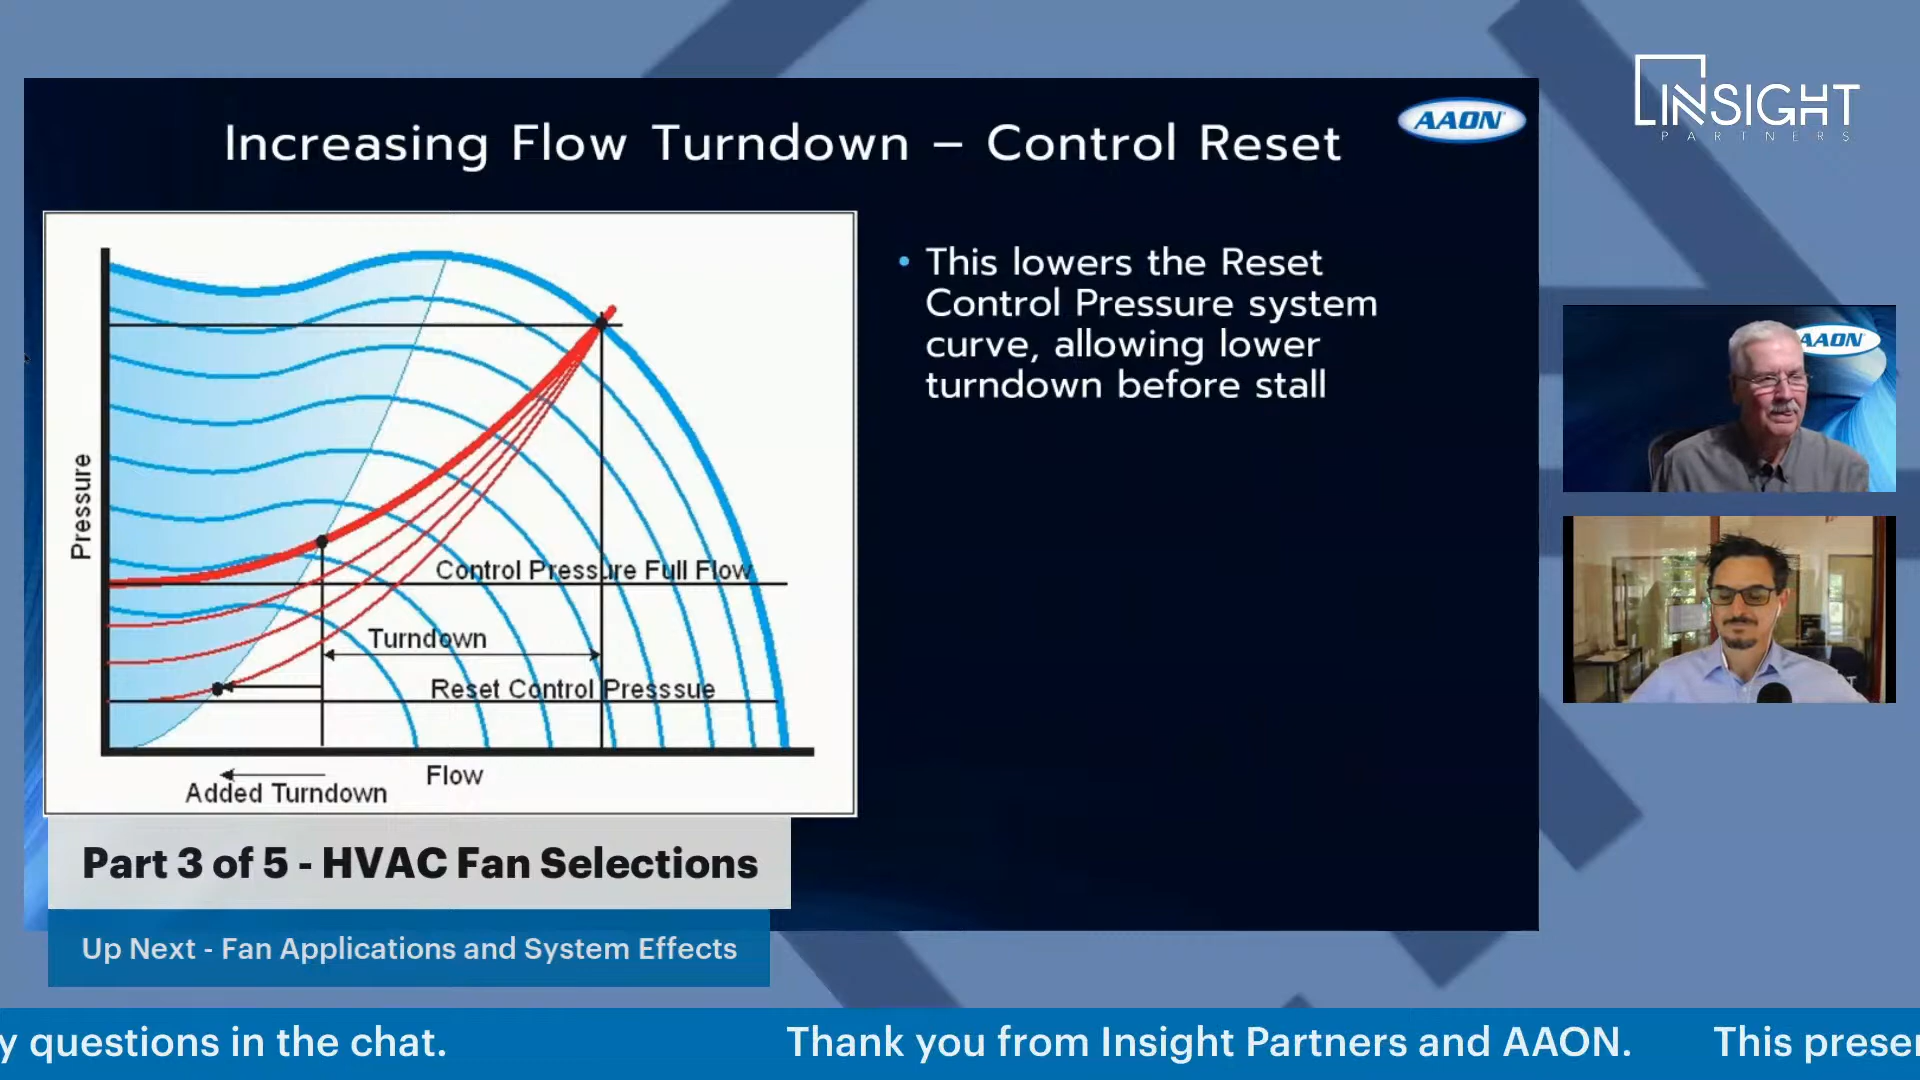 INSIGHT
PARTNERS
Increasing Flow Turndown – Control Reset
AAON
• This lowers the Reset
Control Pressure system
curve, allowing lower
turndown before stall
Pressure
Control Pressure Full Flow
Turndown
Reset Control Presssue
Flow
Added Turndown
AAON
Part 3 of 5 - HVAC Fan Selections
Up Next - Fan Applications and System Effects
y questions in the chat.
Thank you from Insight Partners and AAON.
This presen